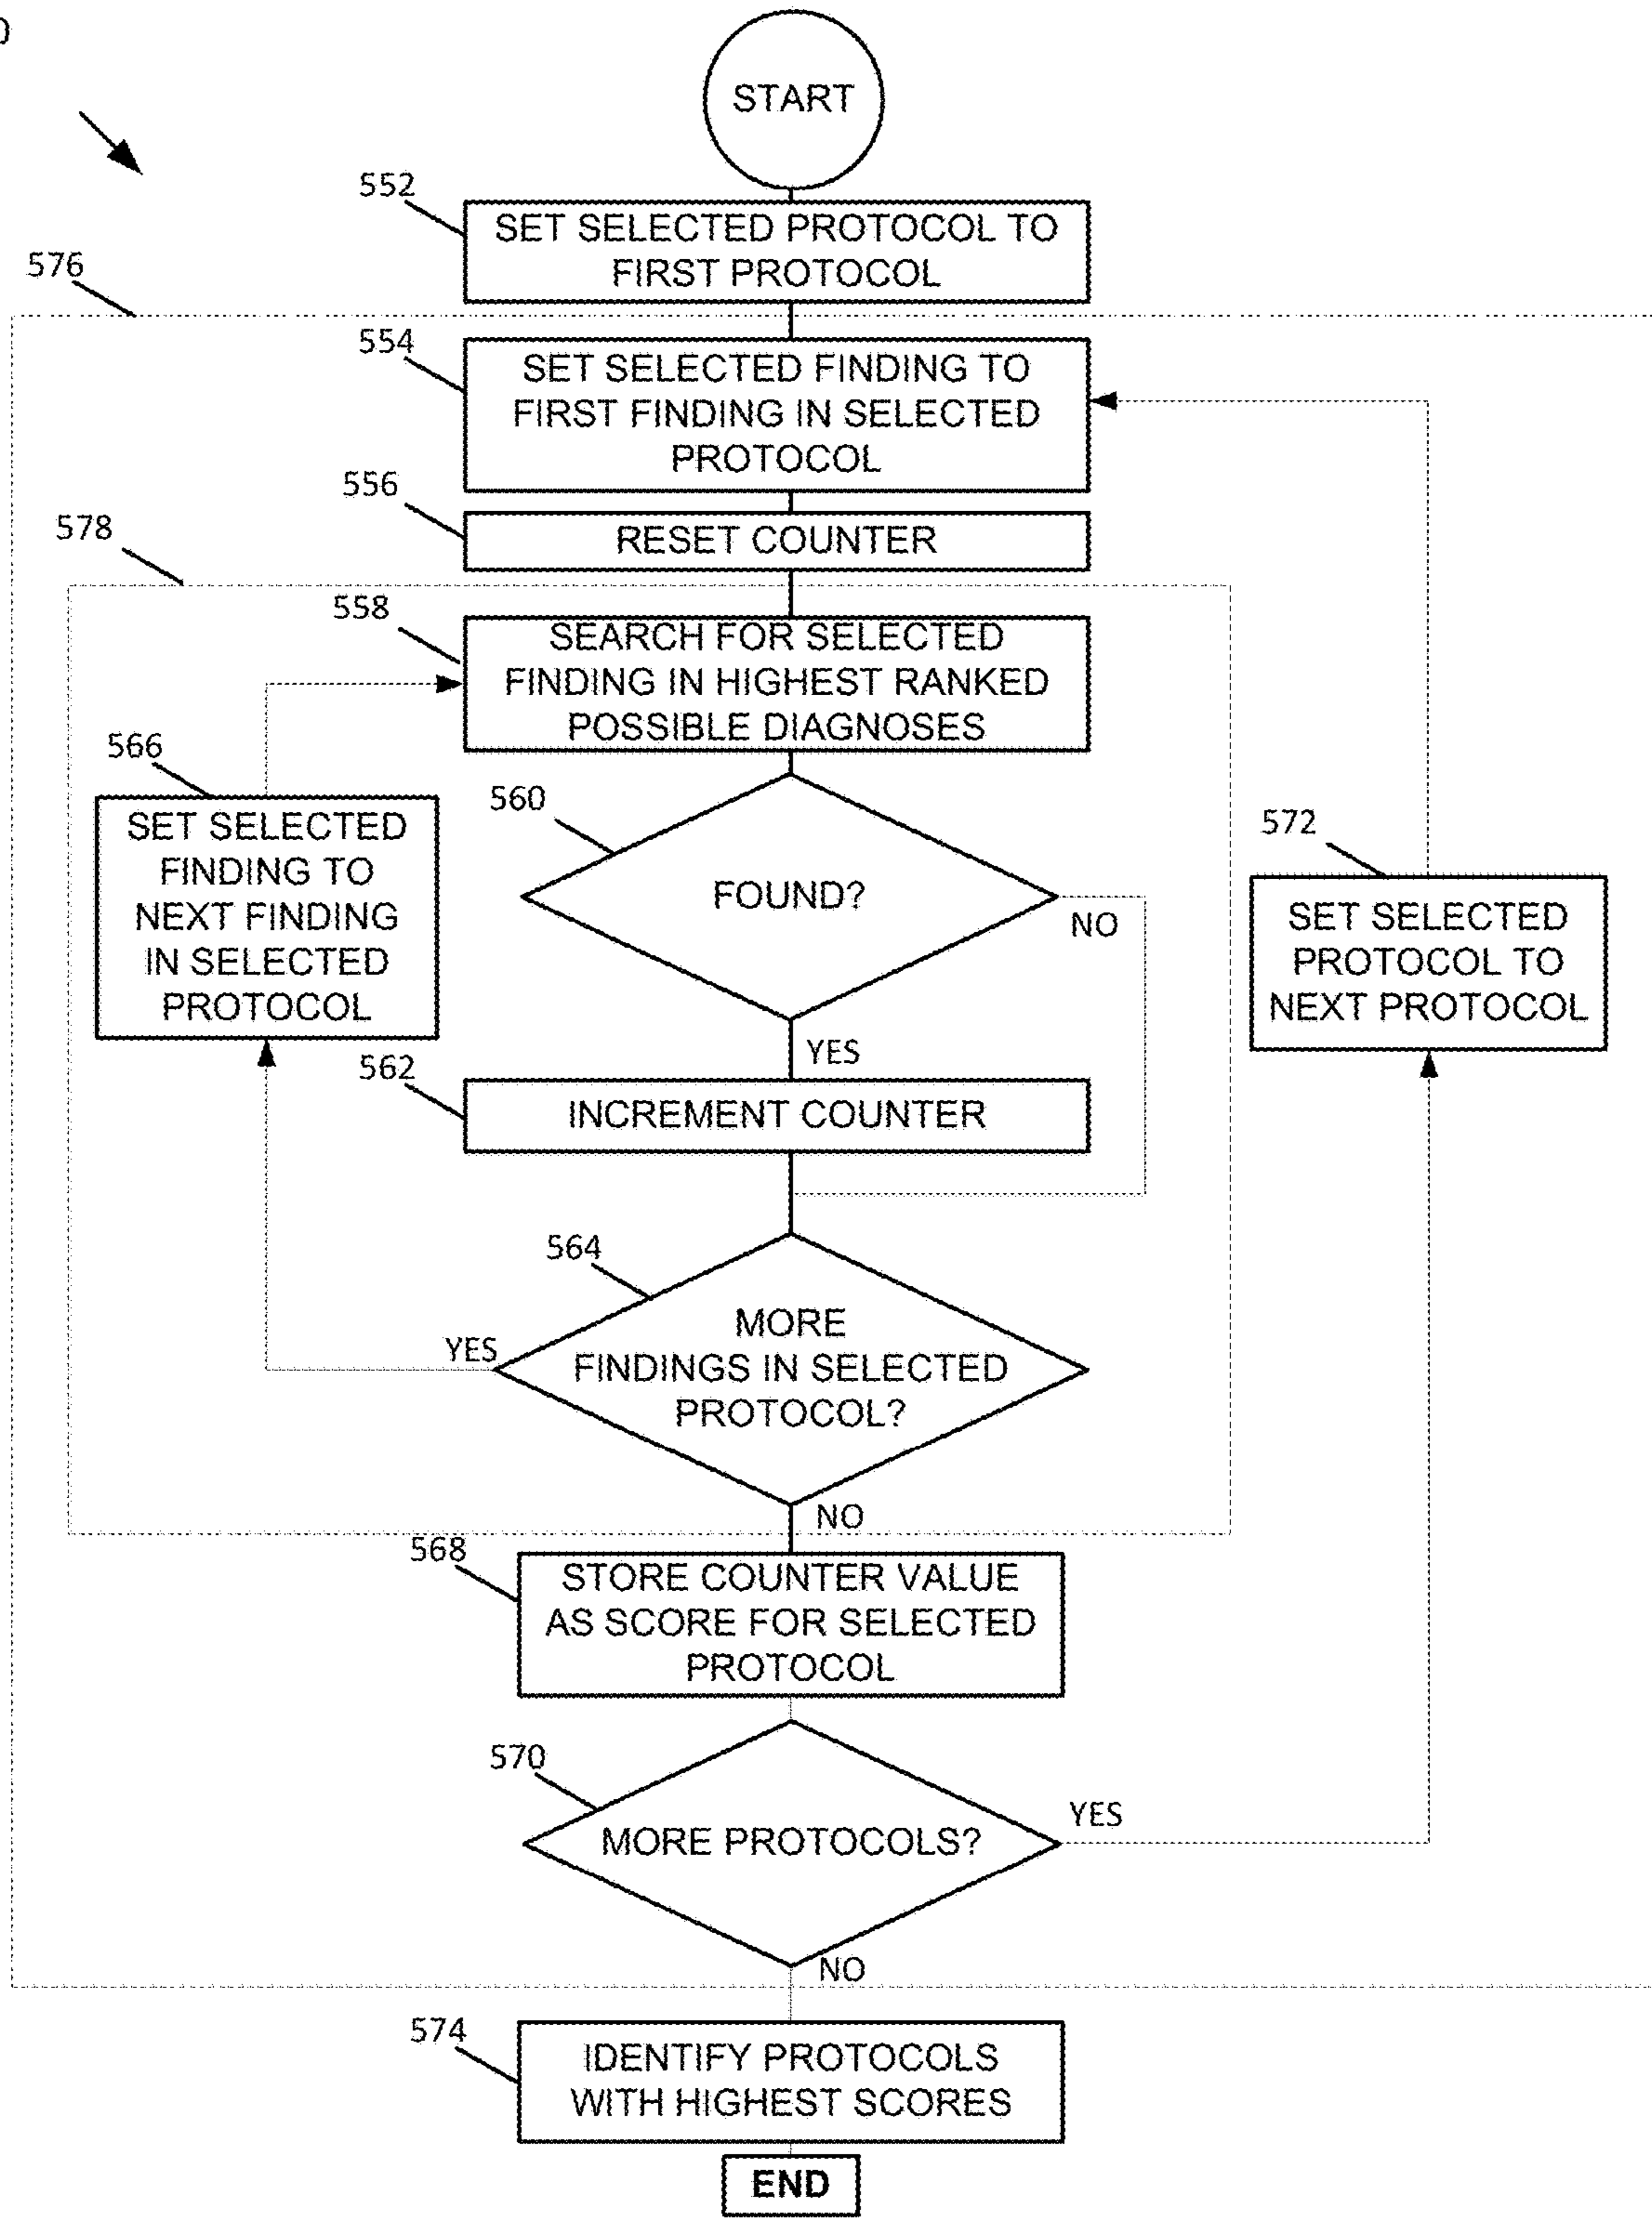 START
552
SET SELECTED PROTOCOL TO
FIRST PROTOCOL
576
554
SET SELECTED FINDING TO
FIRST FINDING IN SELECTED
PROTOCOL
556
RESET COUNTER
578
558
SEARCH FOR SELECTED
FINDING IN HIGHEST RANKED
POSSIBLE DIAGNOSES
566
SET SELECTED
FINDING TO
NEXT FINDING
IN SELECTED
PROTOCOL
560
FOUND?
NO
572
SET SELECTED
PROTOCOL TO
NEXT PROTOCOL
YES
562
INCREMENT COUNTER
564
MORE
FINDINGS IN SELECTED
PROTOCOL?
YES
NO
568
STORE COUNTER VALUE
AS SCORE FOR SELECTED
PROTOCOL
570
MORE PROTOCOLS?
YES
NO
574
IDENTIFY PROTOCOLS
WITH HIGHEST SCORES
END